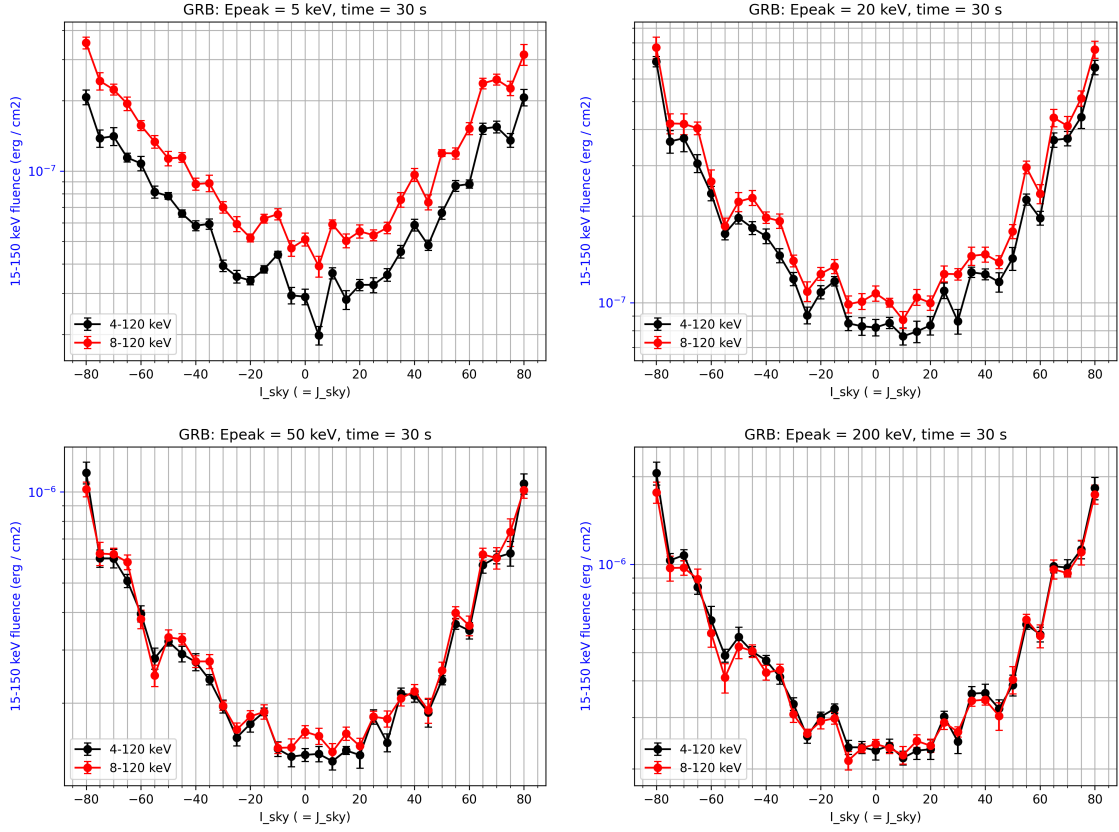 GRB: Epeak = 5 keV, time = 30 s
15-150 keV fluence (erg / cm2)
10⁻⁷
4-120 keV
8-120 keV
−80 −60 −40 −20 0 20 40 60 80
I_sky ( = J_sky)
GRB: Epeak = 20 keV, time = 30 s
15-150 keV fluence (erg / cm2)
10⁻⁷
4-120 keV
8-120 keV
−80 −60 −40 −20 0 20 40 60 80
I_sky ( = J_sky)
GRB: Epeak = 50 keV, time = 30 s
15-150 keV fluence (erg / cm2)
10⁻⁶
4-120 keV
8-120 keV
−80 −60 −40 −20 0 20 40 60 80
I_sky ( = J_sky)
GRB: Epeak = 200 keV, time = 30 s
15-150 keV fluence (erg / cm2)
10⁻⁶
4-120 keV
8-120 keV
−80 −60 −40 −20 0 20 40 60 80
I_sky ( = J_sky)